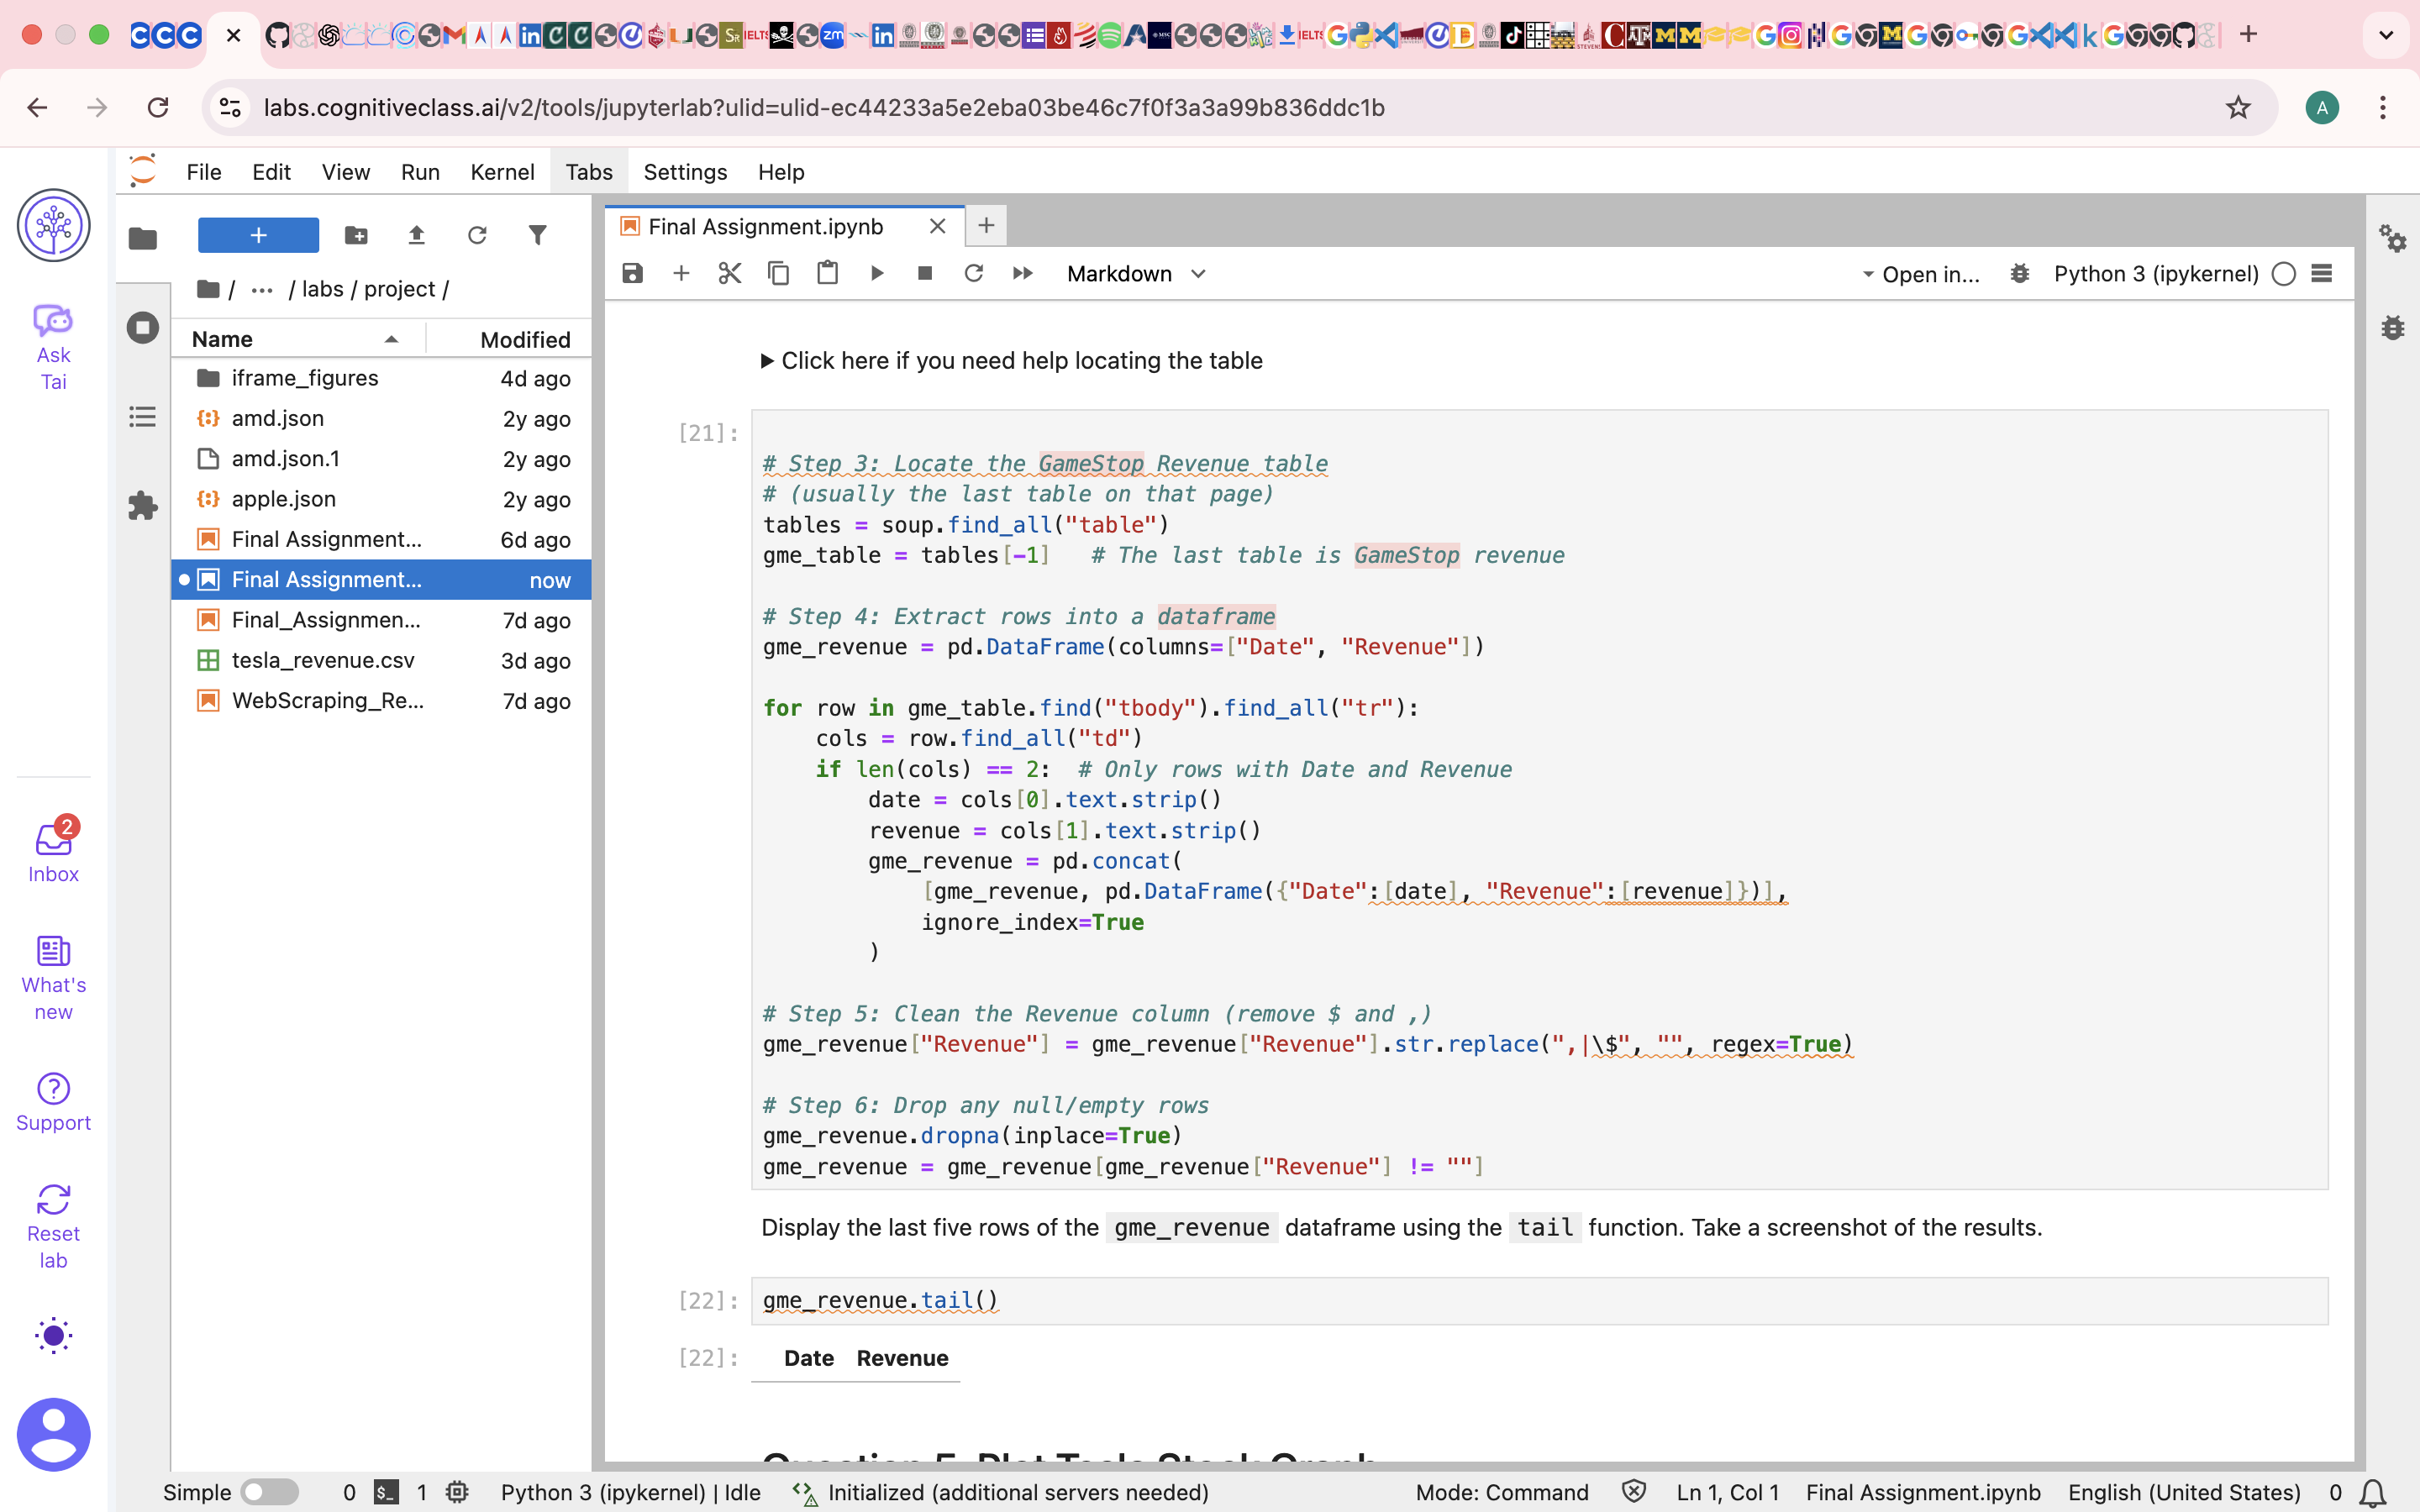 labs.cognitiveclass.ai/v2/tools/jupyterlab?ulid=ulid-ec44233a5e2eba03be46c7f0f3a3a99b836ddc1b
A
File Edit View Run Kernel Tabs Settings Help
Ask
Tai
Inbox
2
What's
new
Support
Reset
lab
/ ... / labs / project /
Name Modified
iframe_figures 4d ago
amd.json 2y ago
amd.json.1 2y ago
apple.json 2y ago
Final Assignment... 6d ago
Final Assignment... now
Final_Assignmen... 7d ago
tesla_revenue.csv 3d ago
WebScraping_Re... 7d ago
Final Assignment.ipynb
Markdown Open in... Python 3 (ipykernel)
Click here if you need help locating the table
[21]:
# Step 3: Locate the GameStop Revenue table
# (usually the last table on that page)
tables = soup.find_all("table")
gme_table = tables[-1]   # The last table is GameStop revenue
# Step 4: Extract rows into a dataframe
gme_revenue = pd.DataFrame(columns=["Date", "Revenue"])
for row in gme_table.find("tbody").find_all("tr"):
    cols = row.find_all("td")
    if len(cols) == 2:  # Only rows with Date and Revenue
        date = cols[0].text.strip()
        revenue = cols[1].text.strip()
        gme_revenue = pd.concat(
            [gme_revenue, pd.DataFrame({"Date":[date], "Revenue":[revenue]})],
            ignore_index=True
        )
# Step 5: Clean the Revenue column (remove $ and ,)
gme_revenue["Revenue"] = gme_revenue["Revenue"].str.replace(",|\$", "", regex=True)
# Step 6: Drop any null/empty rows
gme_revenue.dropna(inplace=True)
gme_revenue = gme_revenue[gme_revenue["Revenue"] != ""]
Display the last five rows of the gme_revenue dataframe using the tail function. Take a screenshot of the results.
[22]: gme_revenue.tail()
[22]: Date Revenue
Question 5: Plot Tesla Stock Graph
Simple 0 $_ 1 Python 3 (ipykernel) | Idle Initialized (additional servers needed) Mode: Command Ln 1, Col 1 Final Assignment.ipynb English (United States) 0